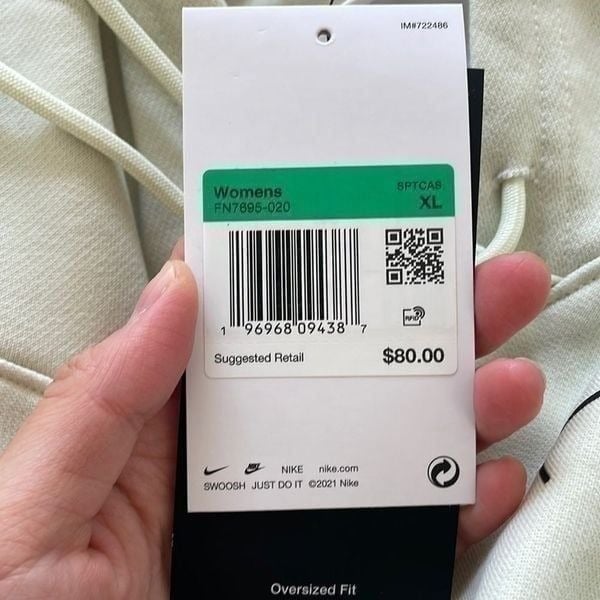 IM#722486
Womens SPTCAS
FN7895-020 XL
1 96968 09438 7
RFID
Suggested Retail $80.00
NIKE nike.com
SWOOSH JUST DO IT ©2021 Nike
Oversized Fit